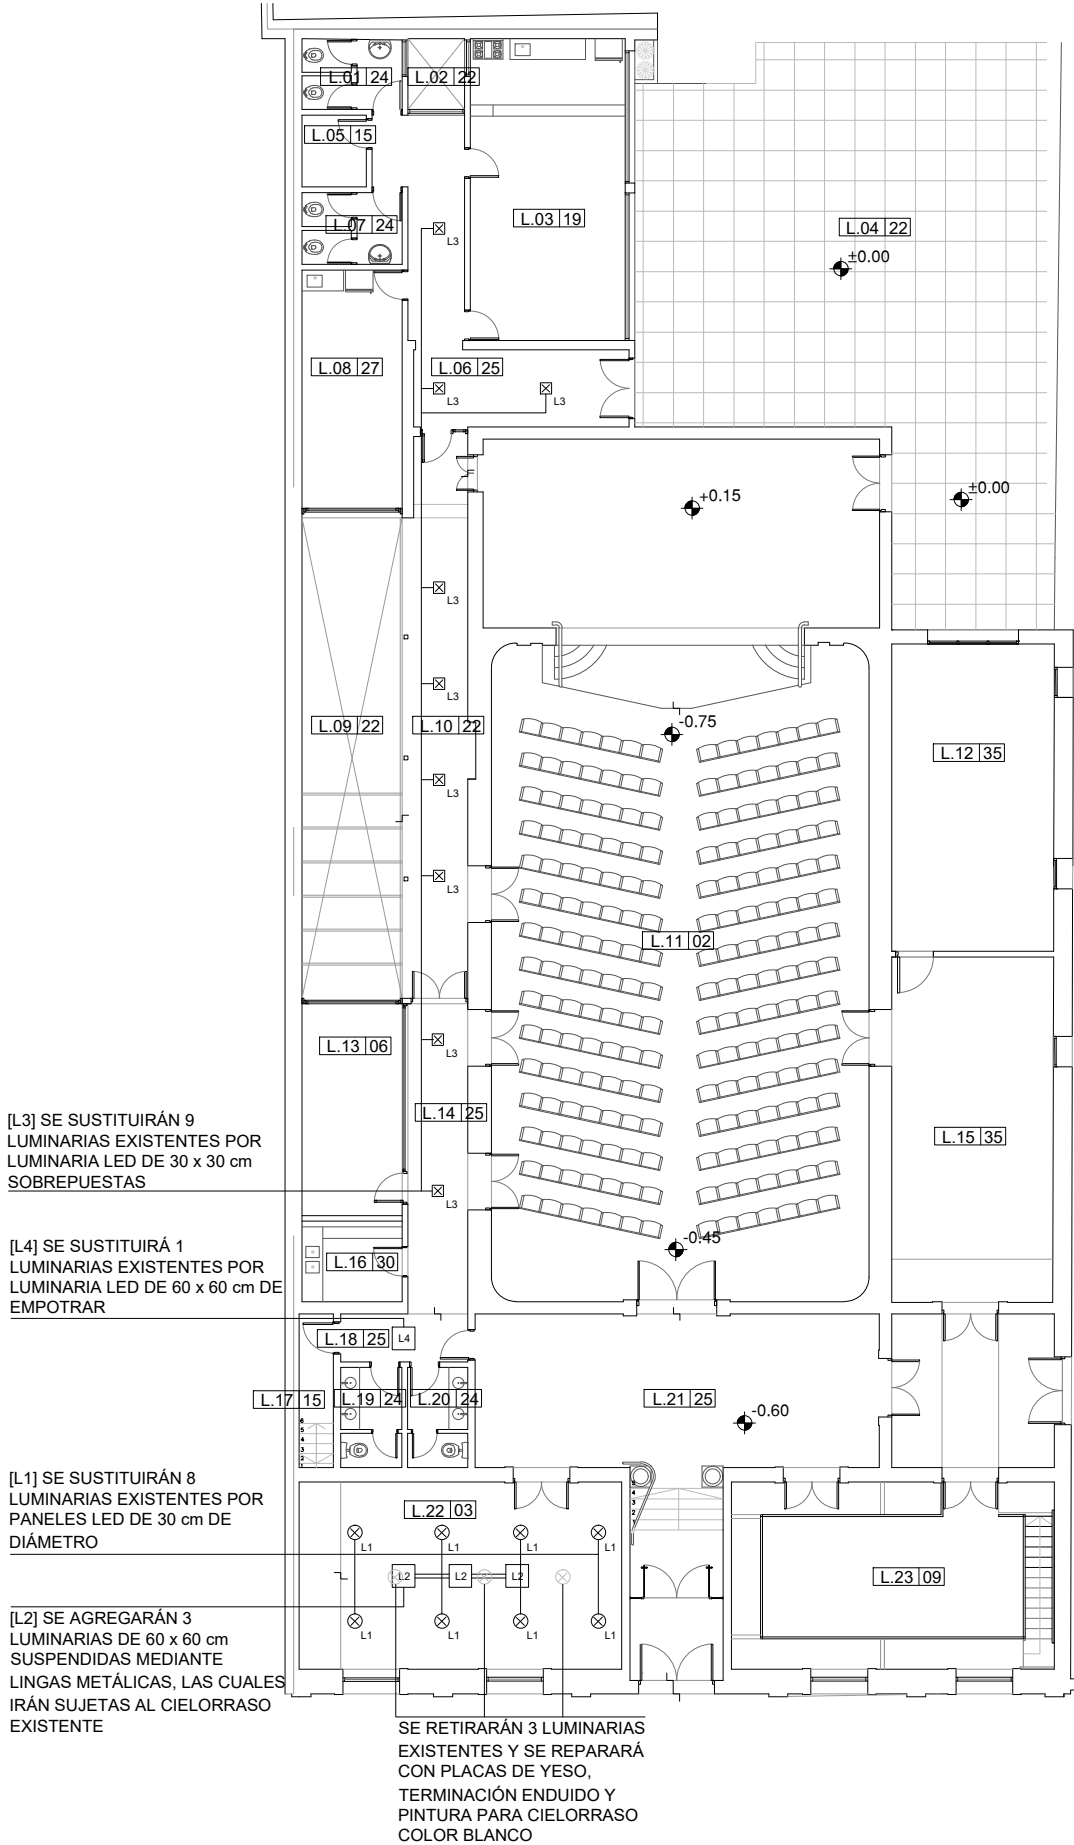 L.01 24
L.02 22
L.05 15
L.03 19
L.07 24
L.04 22
±0.00
L3
L.08 27
L.06 25
L3
L3
+0.15
±0.00
L3
L3
L.09 22
L.10 22
-0.75
L.12 35
L3
L3
L.11 02
L.13 06
L3
L.14 25
L.15 35
[L3] SE SUSTITUIRÁN 9
LUMINARIAS EXISTENTES POR
LUMINARIA LED DE 30 x 30 cm
SOBREPUESTAS
L3
-0.45
[L4] SE SUSTITUIRÁ 1
LUMINARIAS EXISTENTES POR
LUMINARIA LED DE 60 x 60 cm DE
EMPOTRAR
L.16 30
L.18 25
L4
L.17 15
L.19 24
L.20 24
L.21 25
-0.60
[L1] SE SUSTITUIRÁN 8
LUMINARIAS EXISTENTES POR
PANELES LED DE 30 cm DE
DIÁMETRO
L.22 03
L1
L1
L1
L1
L2
L2
L2
L.23 09
L1
L1
L1
L1
[L2] SE AGREGARÁN 3
LUMINARIAS DE 60 x 60 cm
SUSPENDIDAS MEDIANTE
LINGAS METÁLICAS, LAS CUALES
IRÁN SUJETAS AL CIELORRASO
EXISTENTE
SE RETIRARÁN 3 LUMINARIAS
EXISTENTES Y SE REPARARÁ
CON PLACAS DE YESO,
TERMINACIÓN ENDUIDO Y
PINTURA PARA CIELORRASO
COLOR BLANCO